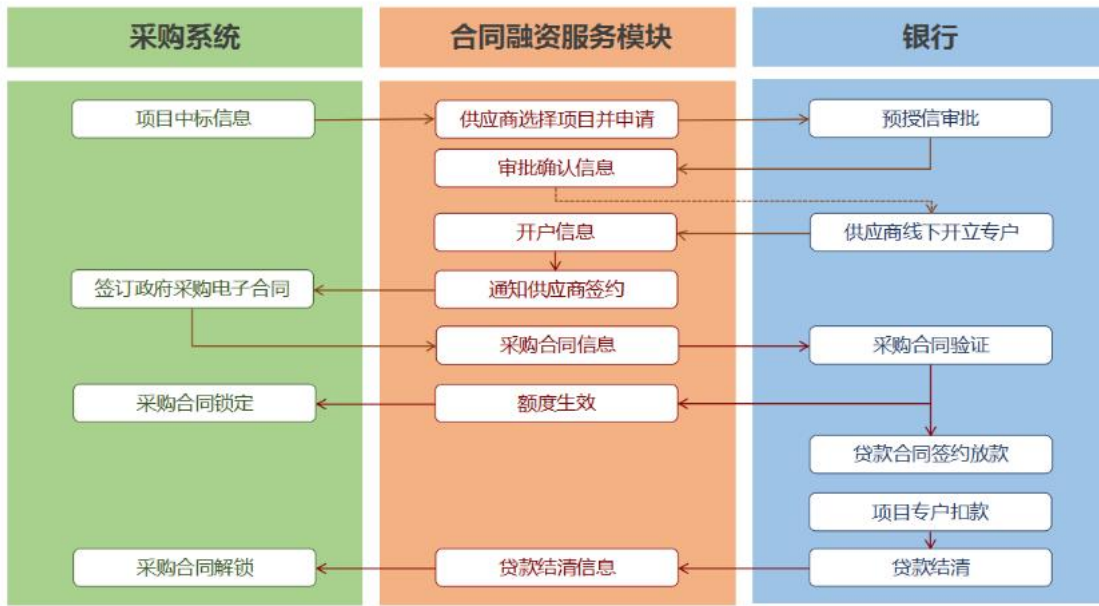 采购系统
合同融资服务模块
银行
项目中标信息
供应商选择项目并申请
预授信审批
审批确认信息
开户信息
供应商线下开立专户
签订政府采购电子合同
通知供应商签约
采购合同信息
采购合同验证
采购合同锁定
额度生效
贷款合同签约放款
项目专户扣款
采购合同解锁
贷款结清信息
贷款结清